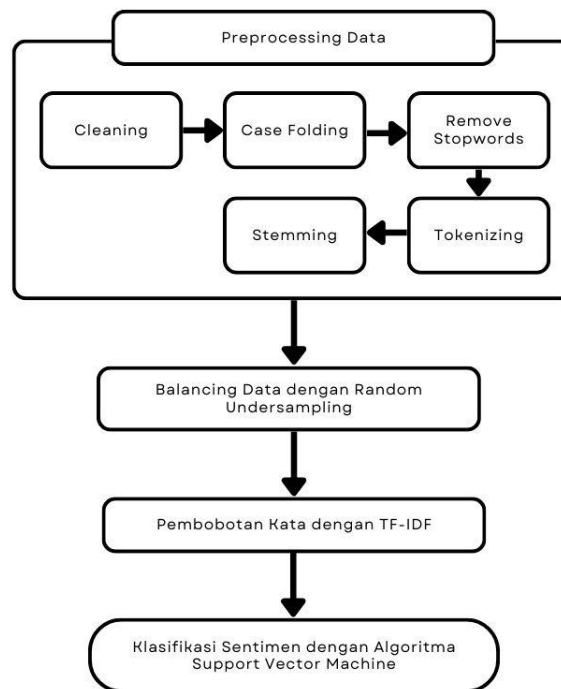 Preprocessing Data
Cleaning
Case Folding
Remove
Stopwords
Tokenizing
Stemming
Balancing Data dengan Random
Undersampling
Pembobotan Kata dengan TF-IDF
Klasifikasi Sentimen dengan Algoritma
Support Vector Machine